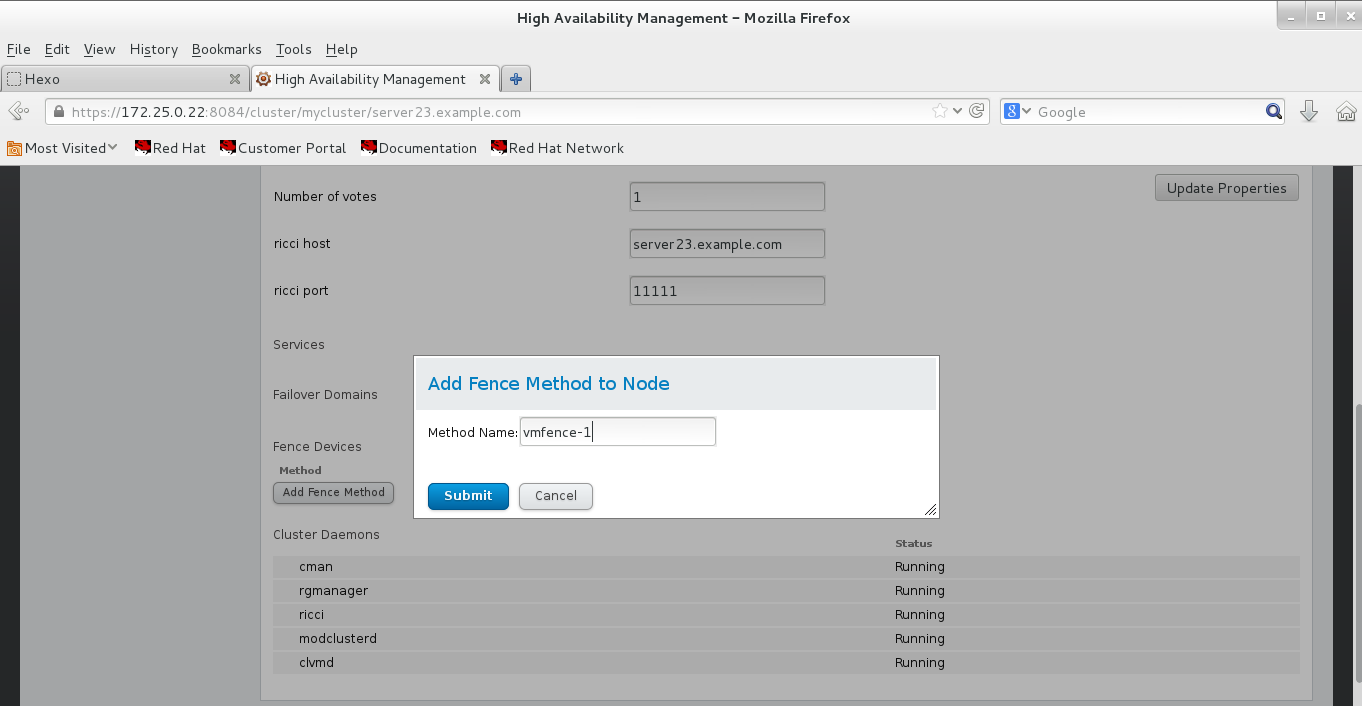 High Availability Management - Mozilla Firefox
File Edit View History Bookmarks Tools Help
Hexo High Availability Management
https://172.25.0.22:8084/cluster/mycluster/server23.example.com 8 Google
Most Visited Red Hat Customer Portal Documentation Red Hat Network
Number of votes 1 Update Properties
ricci host server23.example.com
ricci port 11111
Services
Failover Domains
Fence Devices
Method
Add Fence Method
Add Fence Method to Node
Method Name: vmfence-1
Submit Cancel
Cluster Daemons Status
cman Running
rgmanager Running
ricci Running
modclusterd Running
clvmd Running